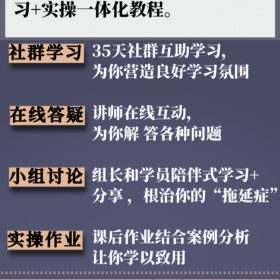 习+实操一体化教程。
社群学习
35天社群互助学习，
为你营造良好学习氛围
在线答疑
讲师在线互动，
为你解 答各种问题
小组讨论
组长和学员陪伴式学习+
分享， 根治你的“拖延症”
实操作业
课后作业结合案例分析
让你学以致用